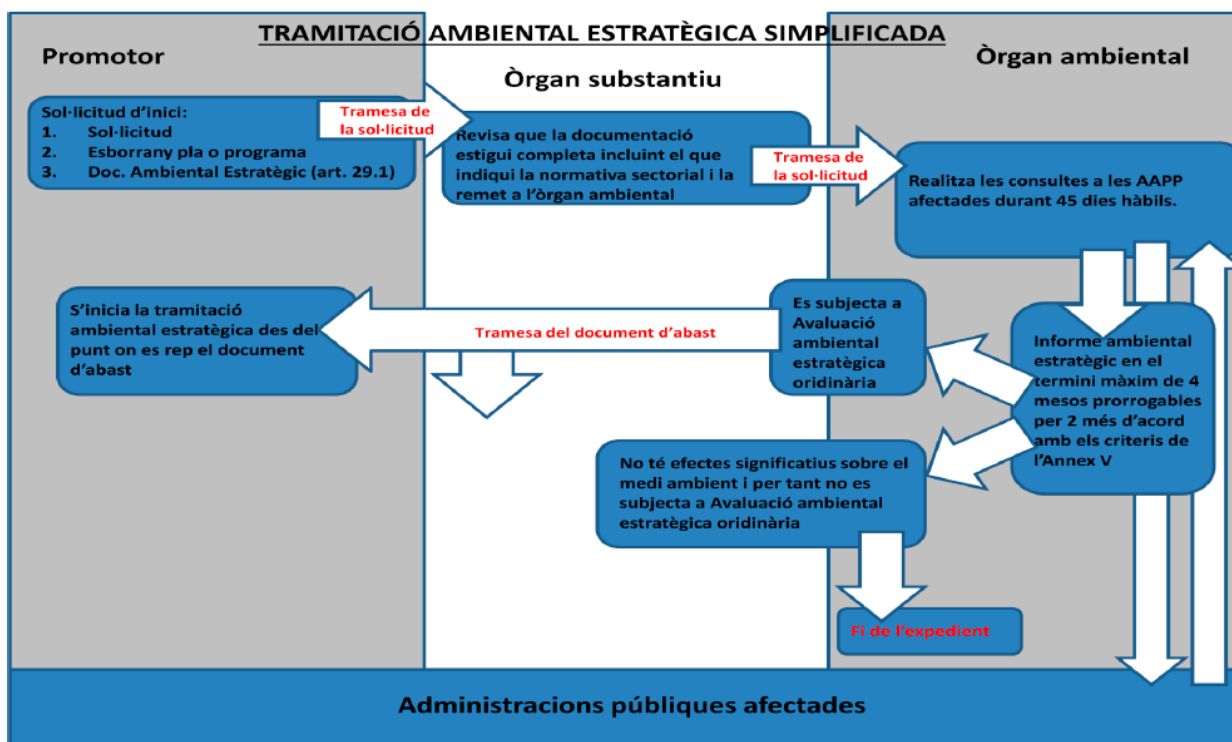 TRAMITACIÓ AMBIENTAL ESTRATÈGICA SIMPLIFICADA
Promotor
Òrgan substantiu
Òrgan ambiental
Sol·licitud d’inici:
1. Sol·licitud
2. Esborrany pla o programa
3. Doc. Ambiental Estratègic (art. 29.1)
Tramesa de
la sol·licitud
Revisa que la documentació
estigui completa incluint el que
indiqui la normativa sectorial i la
remet a l’òrgan ambiental
Tramesa de
la sol·licitud
Realitza les consultes a les AAPP
afectades durant 45 dies hàbils.
S’inicia la tramitació
ambiental estratègica des del
punt on es rep el document
d’abast
Tramesa del document d’abast
Es subjecta a
Avaluació
ambiental
estratègica
oridinària
Informe ambiental
estratègic en el
termini màxim de 4
mesos prorrogables
per 2 més d’acord
amb els criteris de
l’Annex V
No té efectes significatius sobre el
medi ambient i per tant no es
subjecta a Avaluació ambiental
estratègica oridinària
Fi de l’expedient
Administracions públiques afectades